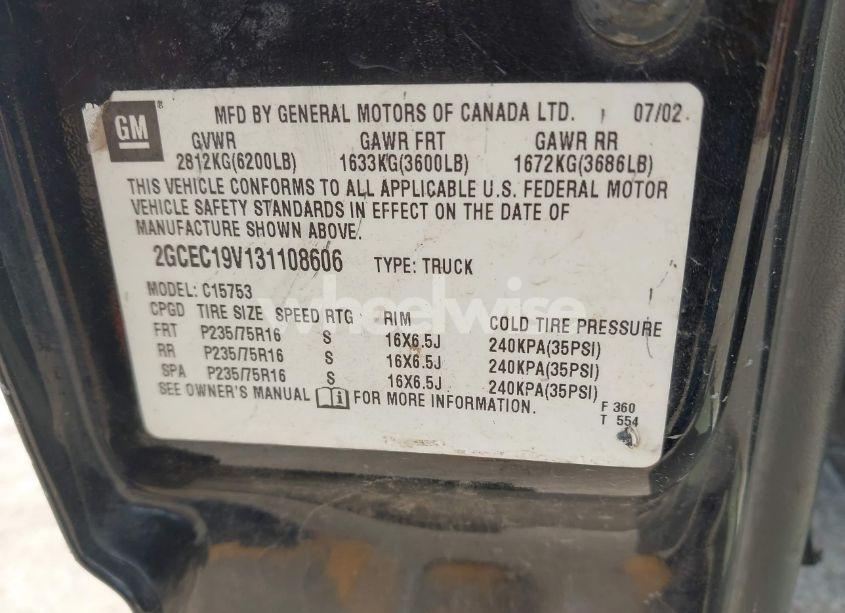 GM
MFD BY GENERAL MOTORS OF CANADA LTD. 07/02
GVWR GAWR FRT GAWR RR
2812KG(6200LB) 1633KG(3600LB) 1672KG(3686LB)
THIS VEHICLE CONFORMS TO ALL APPLICABLE U.S. FEDERAL MOTOR
VEHICLE SAFETY STANDARDS IN EFFECT ON THE DATE OF
MANUFACTURE SHOWN ABOVE.
2GCEC19V131108606 TYPE: TRUCK
MODEL: C15753
wheelwise
CPGD TIRE SIZE SPEED RTG RIM COLD TIRE PRESSURE
FRT P235/75R16 S 16X6.5J 240KPA(35PSI)
RR P235/75R16 S 16X6.5J 240KPA(35PSI)
SPA P235/75R16 S 16X6.5J 240KPA(35PSI)
SEE OWNER'S MANUAL FOR MORE INFORMATION.
F 360
T 554